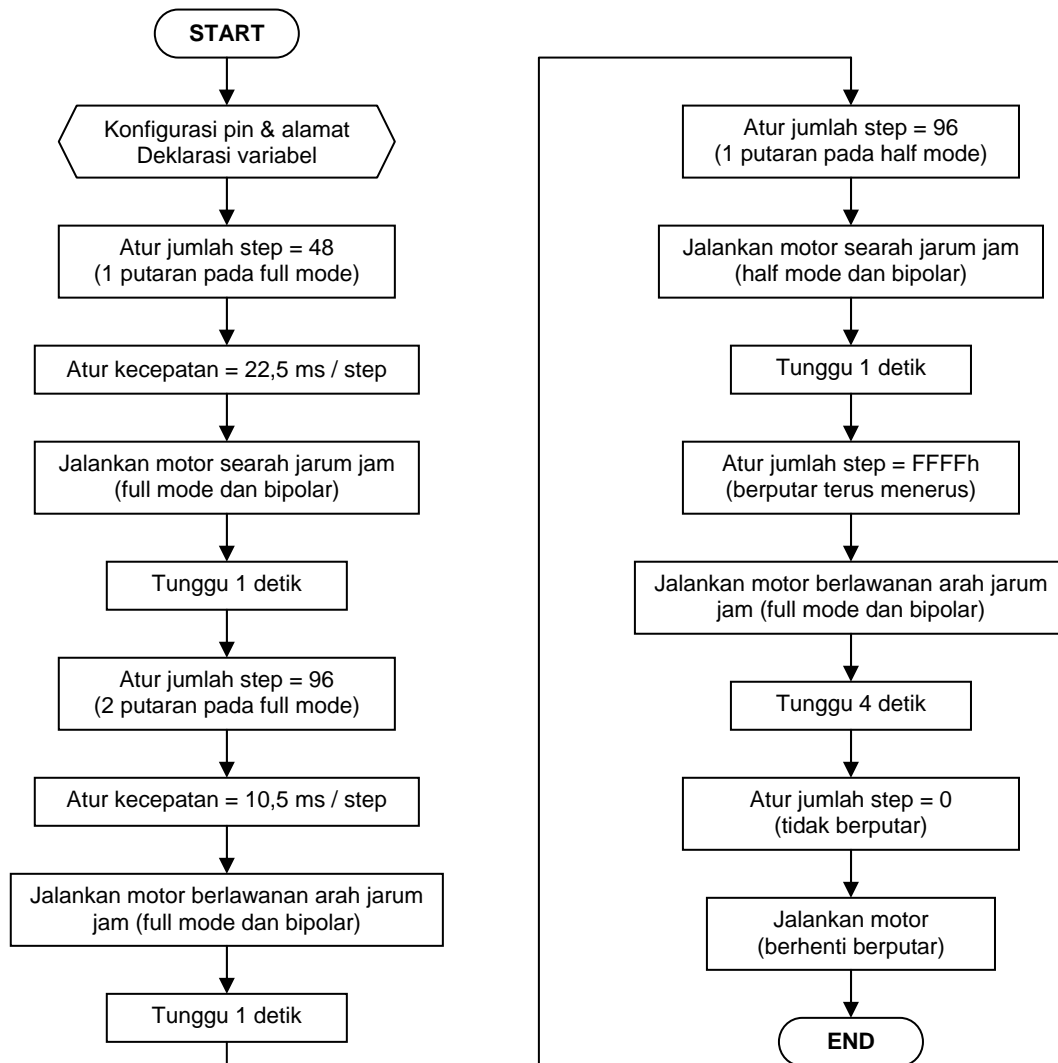 START
Konfigurasi pin & alamat
Deklarasi variabel
Atur jumlah step = 48
(1 putaran pada full mode)
Atur kecepatan = 22,5 ms / step
Jalankan motor searah jarum jam
(full mode dan bipolar)
Tunggu 1 detik
Atur jumlah step = 96
(2 putaran pada full mode)
Atur kecepatan = 10,5 ms / step
Jalankan motor berlawanan arah jarum
jam (full mode dan bipolar)
Tunggu 1 detik
Atur jumlah step = 96
(1 putaran pada half mode)
Jalankan motor searah jarum jam
(half mode dan bipolar)
Tunggu 1 detik
Atur jumlah step = FFFFh
(berputar terus menerus)
Jalankan motor berlawanan arah jarum
jam (full mode dan bipolar)
Tunggu 4 detik
Atur jumlah step = 0
(tidak berputar)
Jalankan motor
(berhenti berputar)
END